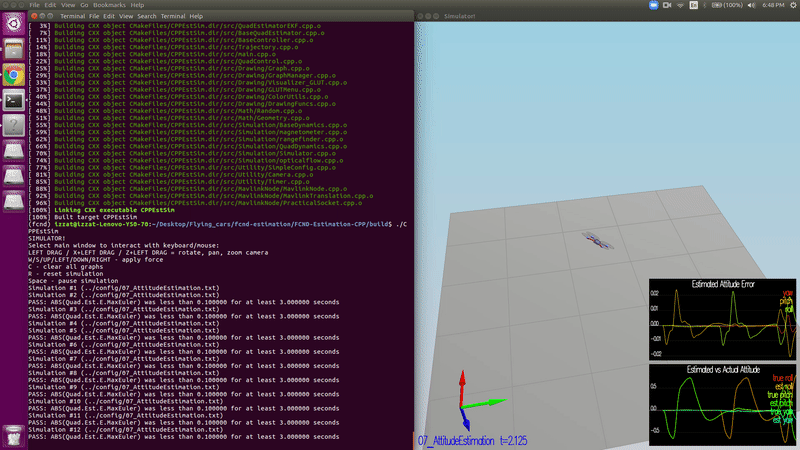 Terminal File Edit View Search Terminal Help
En
(100%)
6:48 PM
[  3%] Building CXX object CMakeFiles/CPPEstSim.dir/src/QuadEstimatorEKF.cpp.o
[  7%] Building CXX object CMakeFiles/CPPEstSim.dir/src/BaseQuadEstimator.cpp.o
[ 11%] Building CXX object CMakeFiles/CPPEstSim.dir/src/BaseController.cpp.o
[ 14%] Building CXX object CMakeFiles/CPPEstSim.dir/src/Trajectory.cpp.o
[ 18%] Building CXX object CMakeFiles/CPPEstSim.dir/src/main.cpp.o
[ 22%] Building CXX object CMakeFiles/CPPEstSim.dir/src/QuadControl.cpp.o
[ 25%] Building CXX object CMakeFiles/CPPEstSim.dir/src/Drawing/Graph.cpp.o
[ 29%] Building CXX object CMakeFiles/CPPEstSim.dir/src/Drawing/GraphManager.cpp.o
[ 33%] Building CXX object CMakeFiles/CPPEstSim.dir/src/Drawing/Visualizer_GLUT.cpp.o
[ 37%] Building CXX object CMakeFiles/CPPEstSim.dir/src/Drawing/GLUTMenu.cpp.o
[ 40%] Building CXX object CMakeFiles/CPPEstSim.dir/src/Drawing/ColorUtils.cpp.o
[ 44%] Building CXX object CMakeFiles/CPPEstSim.dir/src/Drawing/DrawingFuncs.cpp.o
[ 48%] Building CXX object CMakeFiles/CPPEstSim.dir/src/Math/Random.cpp.o
[ 51%] Building CXX object CMakeFiles/CPPEstSim.dir/src/Math/Geometry.cpp.o
[ 55%] Building CXX object CMakeFiles/CPPEstSim.dir/src/Simulation/BaseDynamics.cpp.o
[ 59%] Building CXX object CMakeFiles/CPPEstSim.dir/src/Simulation/magnetometer.cpp.o
[ 62%] Building CXX object CMakeFiles/CPPEstSim.dir/src/Simulation/rangefinder.cpp.o
[ 66%] Building CXX object CMakeFiles/CPPEstSim.dir/src/Simulation/QuadDynamics.cpp.o
[ 70%] Building CXX object CMakeFiles/CPPEstSim.dir/src/Simulation/Simulator.cpp.o
[ 74%] Building CXX object CMakeFiles/CPPEstSim.dir/src/Simulation/opticalflow.cpp.o
[ 77%] Building CXX object CMakeFiles/CPPEstSim.dir/src/Utility/SimpleConfig.cpp.o
[ 81%] Building CXX object CMakeFiles/CPPEstSim.dir/src/Utility/Camera.cpp.o
[ 85%] Building CXX object CMakeFiles/CPPEstSim.dir/src/Utility/Timer.cpp.o
[ 88%] Building CXX object CMakeFiles/CPPEstSim.dir/src/MavlinkNode/MavlinkNode.cpp.o
[ 92%] Building CXX object CMakeFiles/CPPEstSim.dir/src/MavlinkNode/MavlinkTranslation.cpp.o
[ 96%] Building CXX object CMakeFiles/CPPEstSim.dir/src/MavlinkNode/PracticalSocket.cpp.o
[100%] Linking CXX executable CPPEstSim
[100%] Built target CPPEstSim
(fcnd) izzat@izzat-Lenovo-Y50-70:~/Desktop/Flying_cars/fcnd-estimation/FCND-Estimation-CPP/build$ ./C
PPEstSim
SIMULATOR!
Select main window to interact with keyboard/mouse:
LEFT DRAG / X+LEFT DRAG / Z+LEFT DRAG = rotate, pan, zoom camera
W/S/UP/LEFT/DOWN/RIGHT - apply force
C - clear all graphs
R - reset simulation
Space - pause simulation
Simulation #1 (../config/07_AttitudeEstimation.txt)
Simulation #2 (../config/07_AttitudeEstimation.txt)
PASS: ABS(Quad.Est.E.MaxEuler) was less than 0.100000 for at least 3.000000 seconds
Simulation #3 (../config/07_AttitudeEstimation.txt)
PASS: ABS(Quad.Est.E.MaxEuler) was less than 0.100000 for at least 3.000000 seconds
Simulation #4 (../config/07_AttitudeEstimation.txt)
Simulation #5 (../config/07_AttitudeEstimation.txt)
PASS: ABS(Quad.Est.E.MaxEuler) was less than 0.100000 for at least 3.000000 seconds
Simulation #6 (../config/07_AttitudeEstimation.txt)
PASS: ABS(Quad.Est.E.MaxEuler) was less than 0.100000 for at least 3.000000 seconds
Simulation #7 (../config/07_AttitudeEstimation.txt)
PASS: ABS(Quad.Est.E.MaxEuler) was less than 0.100000 for at least 3.000000 seconds
Simulation #8 (../config/07_AttitudeEstimation.txt)
PASS: ABS(Quad.Est.E.MaxEuler) was less than 0.100000 for at least 3.000000 seconds
Simulation #9 (../config/07_AttitudeEstimation.txt)
PASS: ABS(Quad.Est.E.MaxEuler) was less than 0.100000 for at least 3.000000 seconds
Simulation #10 (../config/07_AttitudeEstimation.txt)
PASS: ABS(Quad.Est.E.MaxEuler) was less than 0.100000 for at least 3.000000 seconds
Simulation #11 (../config/07_AttitudeEstimation.txt)
PASS: ABS(Quad.Est.E.MaxEuler) was less than 0.100000 for at least 3.000000 seconds
Simulation #12 (../config/07_AttitudeEstimation.txt)
PASS: ABS(Quad.Est.E.MaxEuler) was less than 0.100000 for at least 3.000000 seconds
Simulator!
Estimated Attitude Error
yaw
pitch
roll
0.02
0.01
0.00
-0.01
-0.02
Estimated vs Actual Attitude
true roll
est roll
true pitch
est pitch
true yaw
est yaw
0.5
0.0
-0.5
07_AttitudeEstimation t=2.125